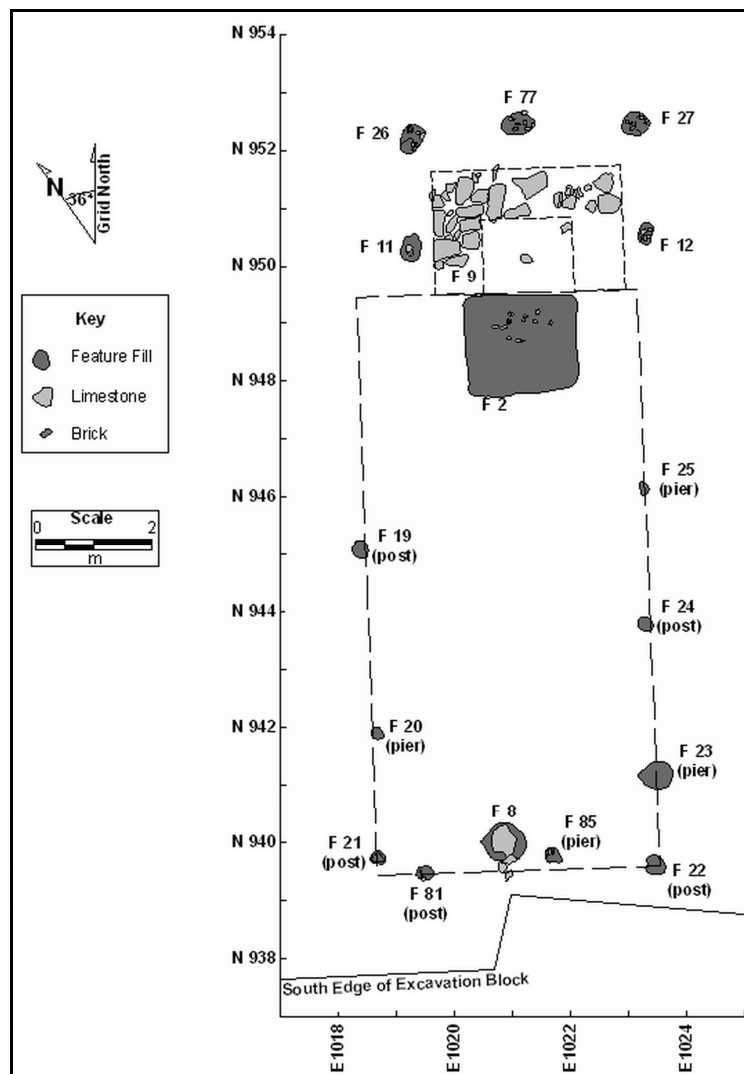 N 954
F 77
F 26
F 27
N 952
N
36°
Grid North
F 11
F 12
N 950
F 9
Key
Feature Fill
Limestone
Brick
N 948
F 2
F 25
(pier)
N 946
Scale
0 2
m
F 19
(post)
F 24
(post)
N 944
N 942
F 20
(pier)
F 23
(pier)
F 8
F 85
(pier)
N 940
F 21
(post)
F 22
(post)
F 81
(post)
N 938
South Edge of Excavation Block
E1018
E1020
E1022
E1024